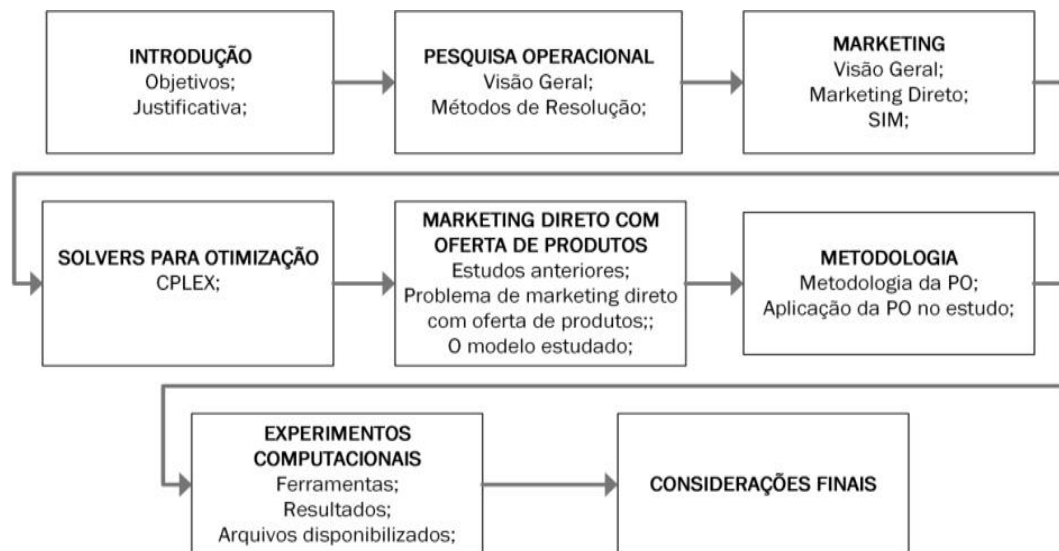 INTRODUÇÃO
Objetivos;
Justificativa;
PESQUISA OPERACIONAL
Visão Geral;
Métodos de Resolução;
MARKETING
Visão Geral;
Marketing Direto;
SIM;
SOLVERS PARA OTIMIZAÇÃO
CPLEX;
MARKETING DIRETO COM
OFERTA DE PRODUTOS
Estudos anteriores;
Problema de marketing direto
com oferta de produtos;;
O modelo estudado;
METODOLOGIA
Metodologia da PO;
Aplicação da PO no estudo;
EXPERIMENTOS
COMPUTACIONAIS
Ferramentas;
Resultados;
Arquivos disponibilizados;
CONSIDERAÇÕES FINAIS